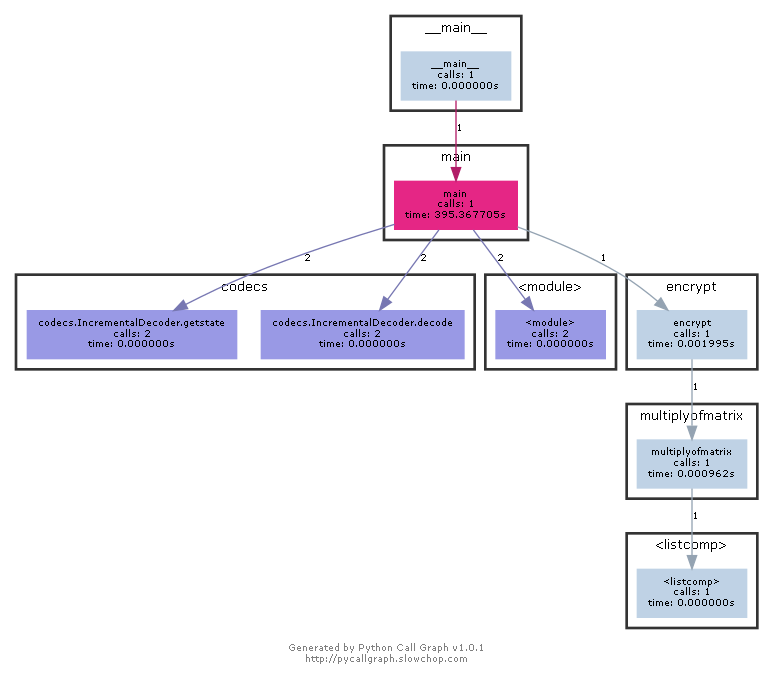 __main__
__main__
calls: 1
time: 0.000000s
1
main
main
calls: 1
time: 395.367705s
2
2
2
1
codecs
codecs.IncrementalDecoder.getstate
calls: 2
time: 0.000000s
codecs.IncrementalDecoder.decode
calls: 2
time: 0.000000s
<module>
<module>
calls: 2
time: 0.000000s
encrypt
encrypt
calls: 1
time: 0.001995s
1
multiplyofmatrix
multiplyofmatrix
calls: 1
time: 0.000962s
1
<listcomp>
<listcomp>
calls: 1
time: 0.000000s
Generated by Python Call Graph v1.0.1
http://pycallgraph.slowchop.com